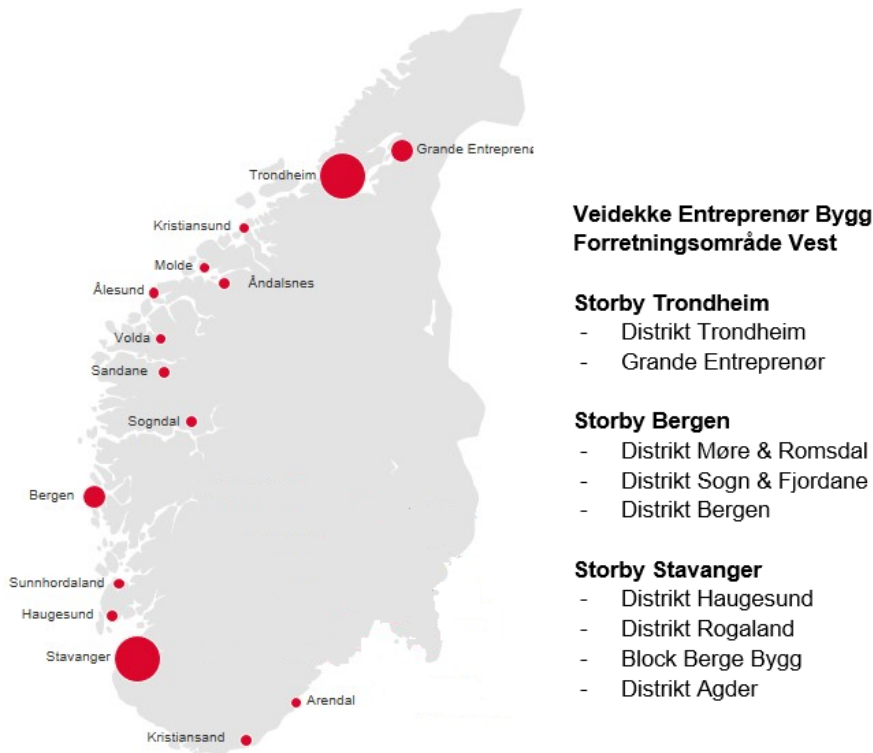 Grande Entreprenø
Trondheim
Kristiansund
Molde
Åndalsnes
Ålesund
Volda
Sandane
Sogndal
Bergen
Sunnhordaland
Haugesund
Stavanger
Arendal
Kristiansand
Veidekke Entreprenør Bygg
Forretningsområde Vest
Storby Trondheim
- Distrikt Trondheim
- Grande Entreprenør
Storby Bergen
- Distrikt Møre & Romsdal
- Distrikt Sogn & Fjordane
- Distrikt Bergen
Storby Stavanger
- Distrikt Haugesund
- Distrikt Rogaland
- Block Berge Bygg
- Distrikt Agder